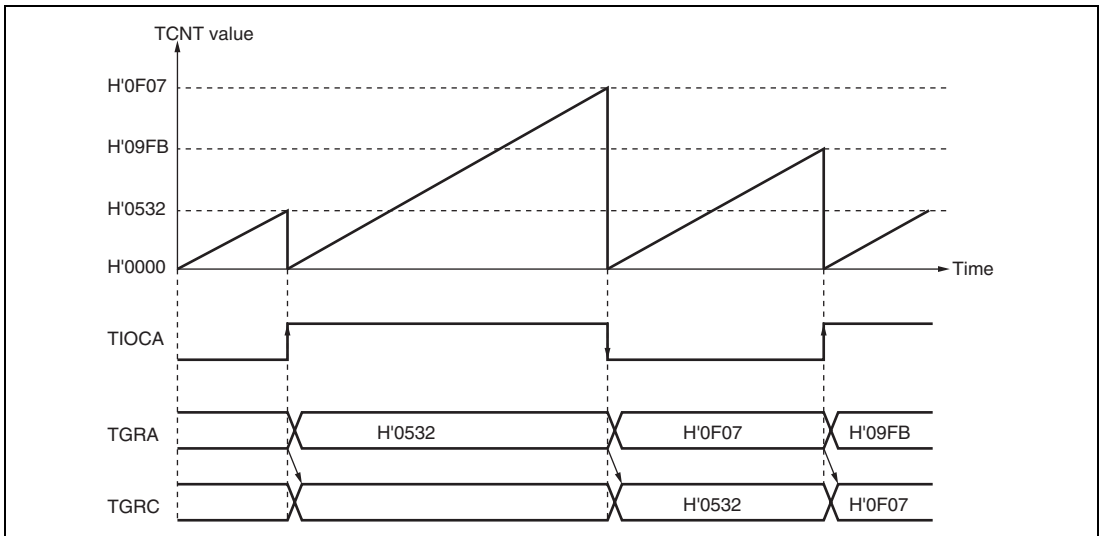 TCNT value
H'0F07
H'09FB
H'0532
H'0000
Time
TIOCA
TGRA
H'0532
H'0F07
H'09FB
TGRC
H'0532
H'0F07